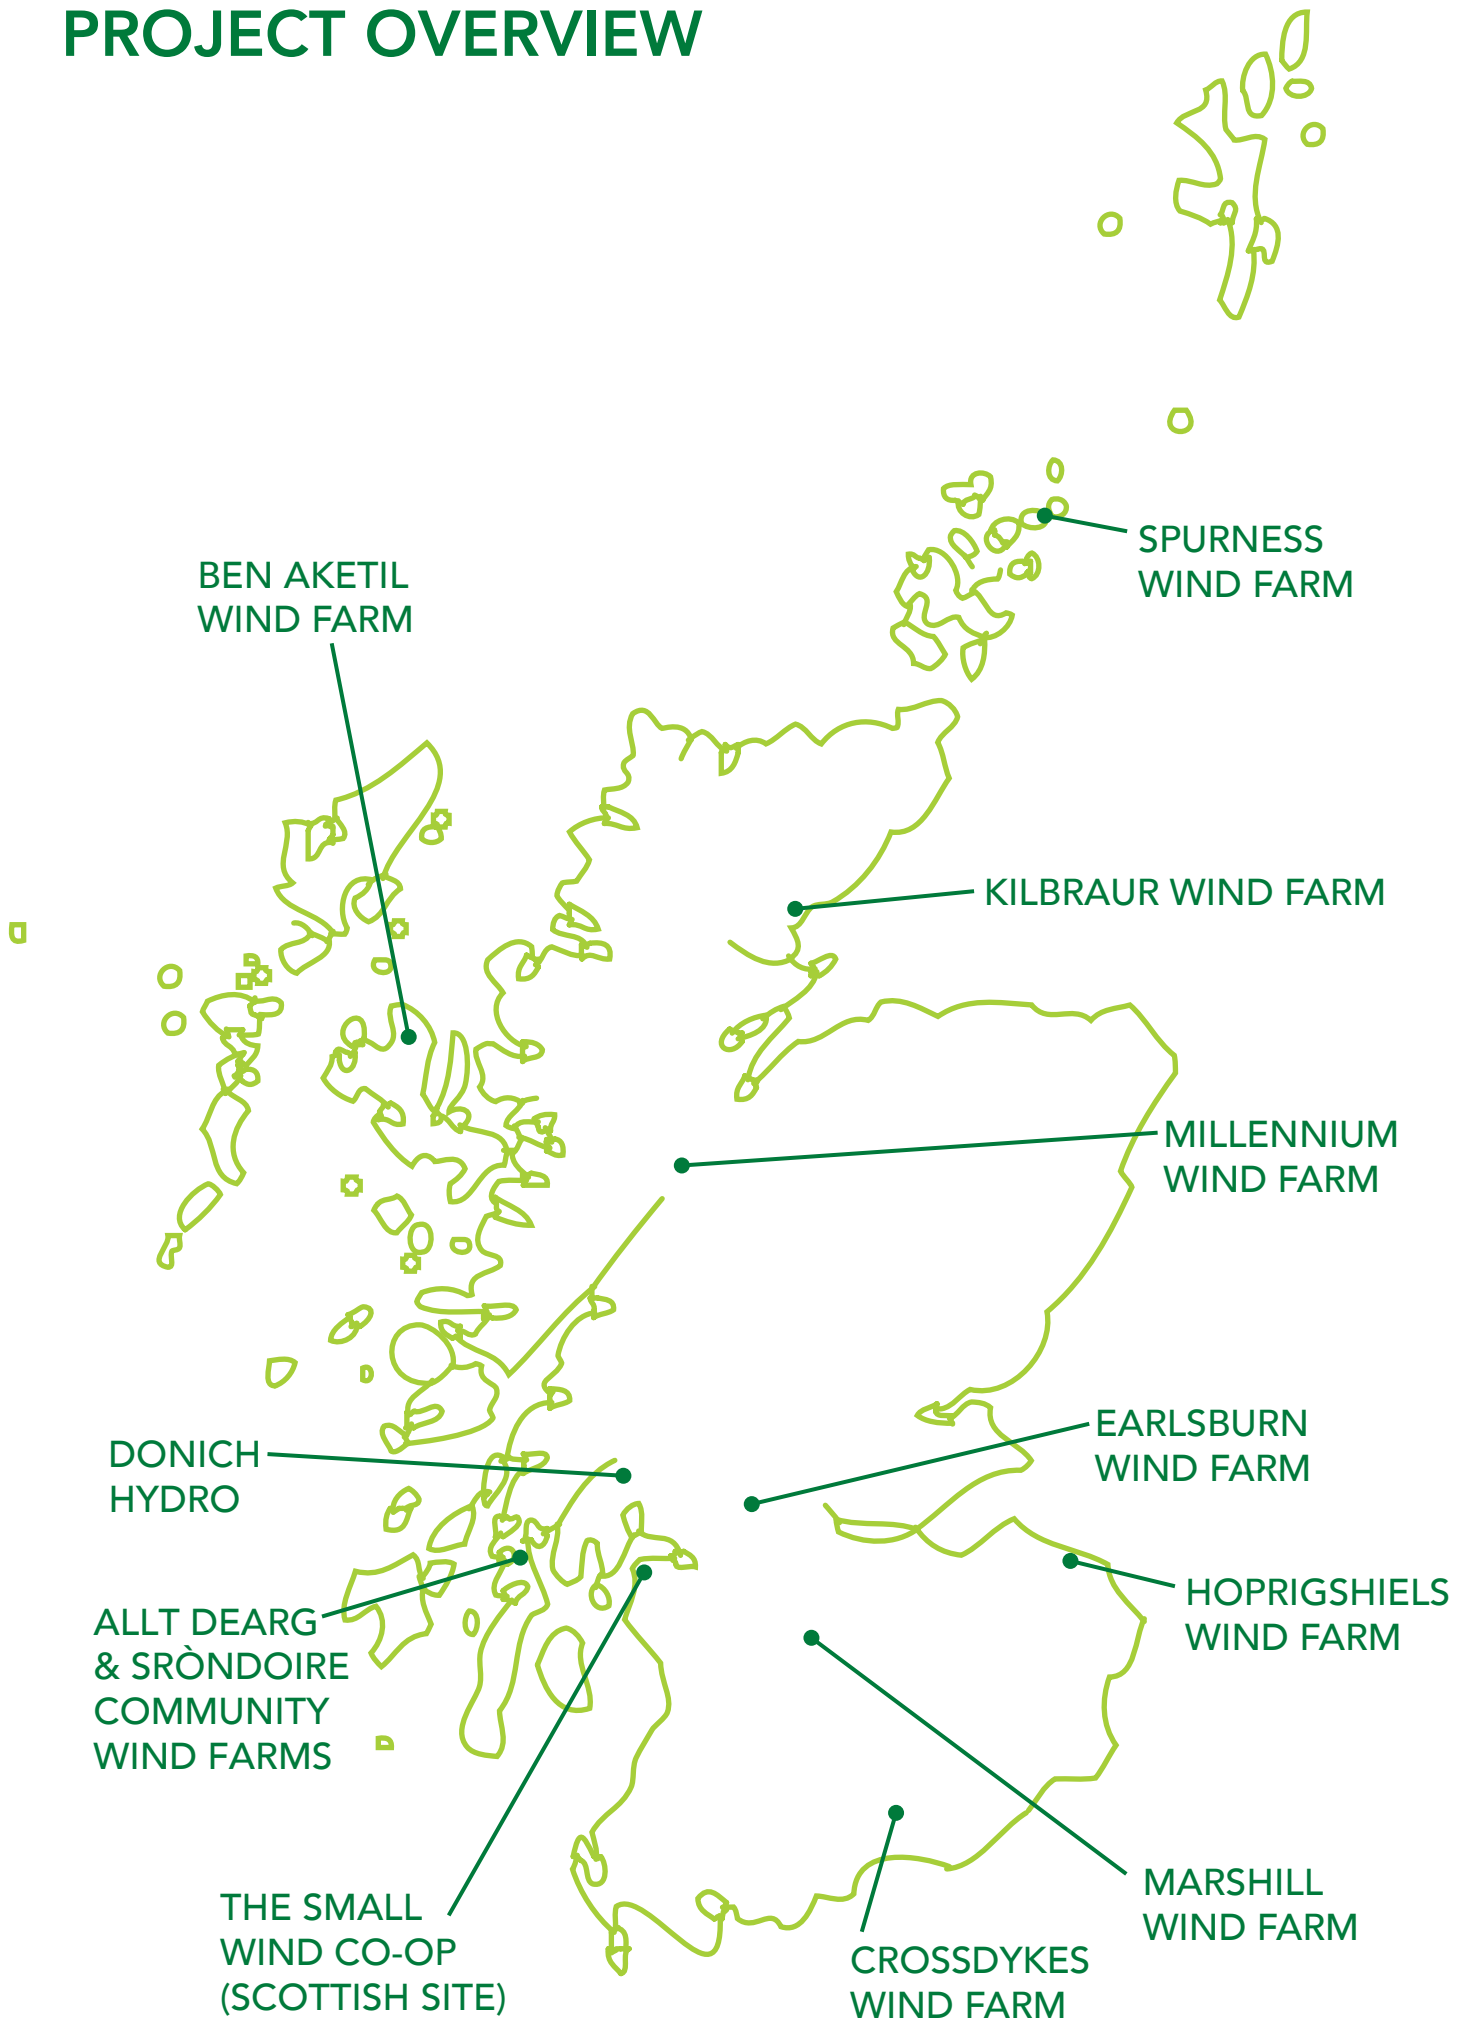 PROJECT OVERVIEW
SPURNESS
WIND FARM
BEN AKETIL
WIND FARM
KILBRAUR WIND FARM
MILLENNIUM
WIND FARM
EARLSBURN
WIND FARM
DONICH
HYDRO
HOPRIGSHIELS
WIND FARM
ALLT DEARG
& SRÒNDOIRE
COMMUNITY
WIND FARMS
MARSHILL
WIND FARM
THE SMALL
WIND CO-OP
(SCOTTISH SITE)
CROSSDYKES
WIND FARM